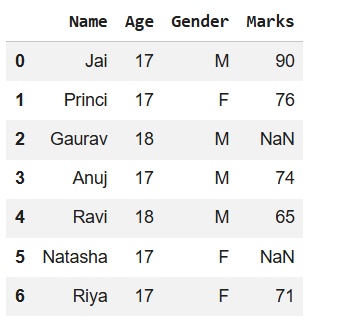 Name Age Gender Marks
0 Jai 17 M 90
1 Princi 17 F 76
2 Gaurav 18 M NaN
3 Anuj 17 M 74
4 Ravi 18 M 65
5 Natasha 17 F NaN
6 Riya 17 F 71